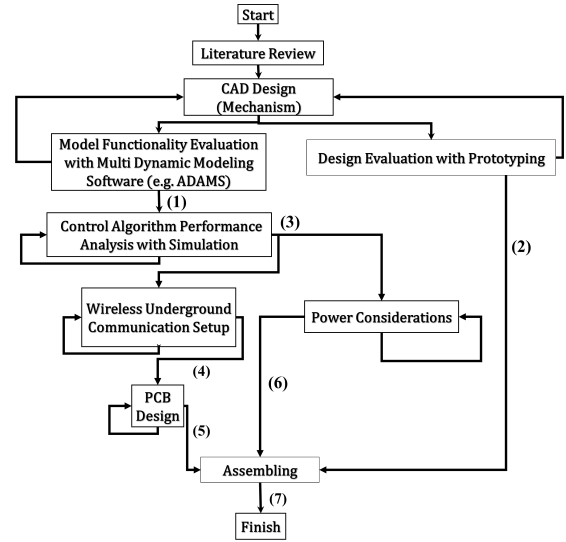 Start
Literature Review
CAD Design
(Mechanism)
Model Functionality Evaluation
with Multi Dynamic Modeling
Software (e.g. ADAMS)
Design Evaluation with Prototyping
(1)
Control Algorithm Performance
Analysis with Simulation
(3)
(2)
Wireless Underground
Communication Setup
Power Considerations
(4)
(6)
PCB
Design
(5)
Assembling
(7)
Finish